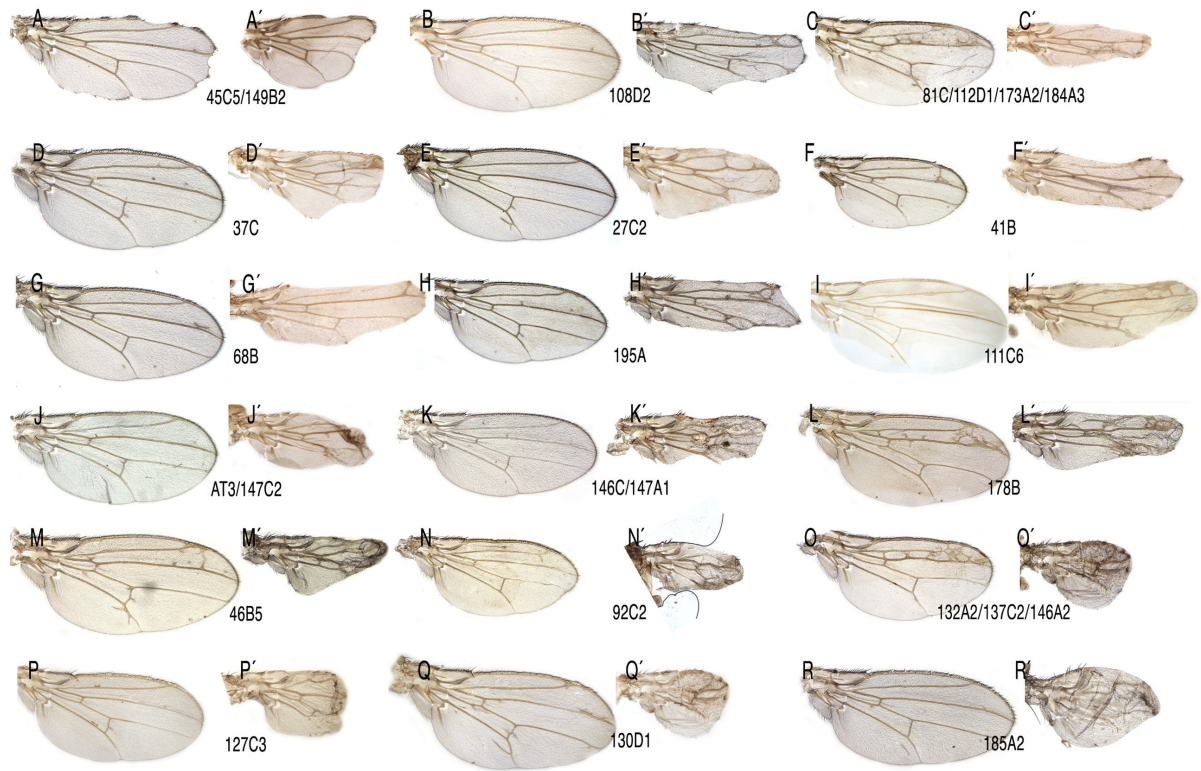 A A´ B B´ C C´
45C5/149B2 108D2 81C/112D1/173A2/184A3
D D´ E E´ F F´
37C 27C2 41B
G G´ H H´ I I´
68B 195A 111C6
J J´ K K´ L L´
AT3/147C2 146C/147A1 178B
M M´ N N´ O O´
46B5 92C2 132A2/137C2/146A2
P P´ Q Q´ R R´
127C3 130D1 185A2